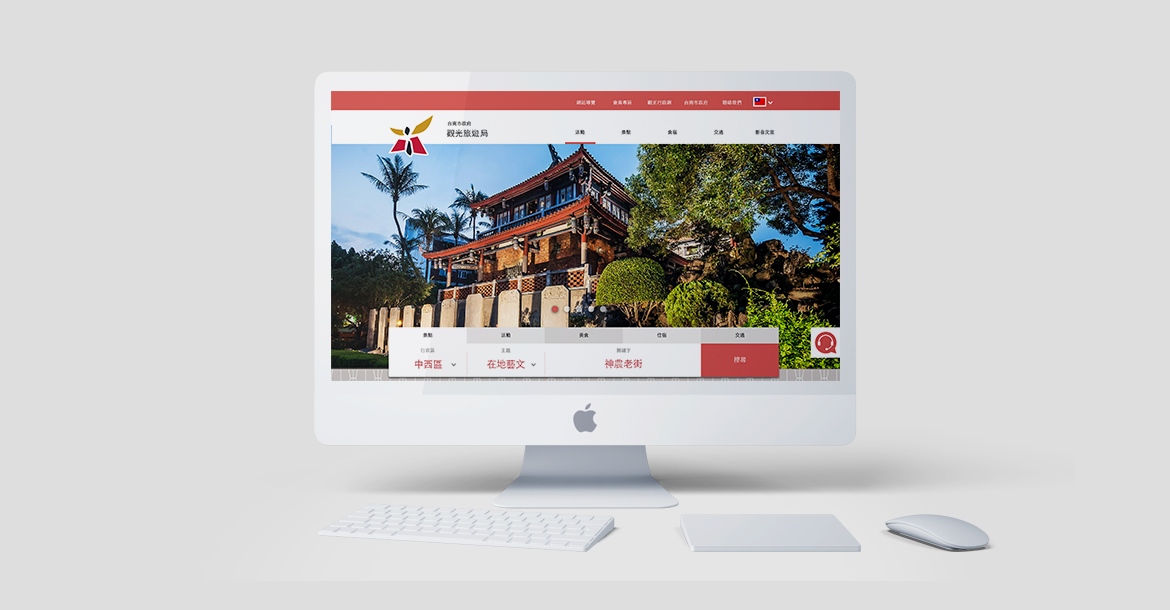 網站導覽 會員專區 觀光行銷網 台南市政府 聯絡我們
台南市政府
觀光旅遊局
活動 景點 食宿 交通 影音文宣
景點 活動 美食 住宿 交通
行政區 主題 關鍵字
中西區 在地藝文 神農老街 搜尋